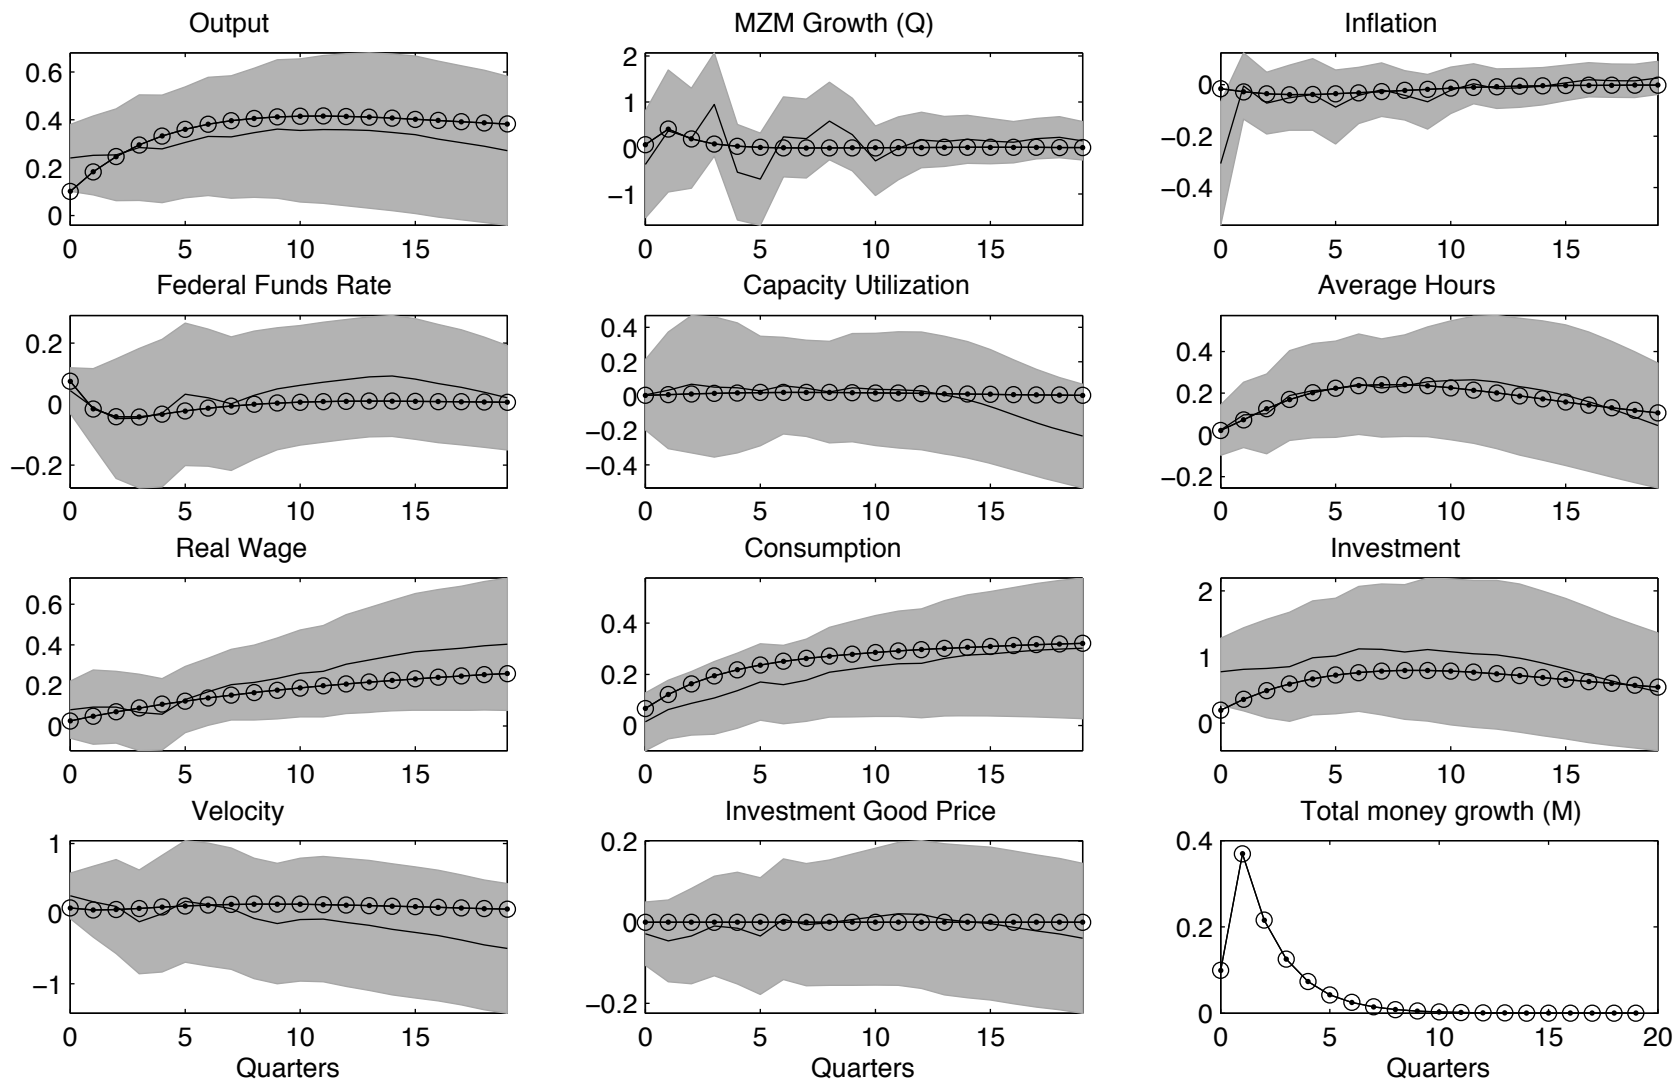 Output
MZM Growth (Q)
Inflation
0.6
0.4
0.2
0
0 5 10 15
2
1
0
−1
0 5 10 15
0
−0.2
−0.4
0 5 10 15
Federal Funds Rate
Capacity Utilization
Average Hours
0.2
0
−0.2
0 5 10 15
0.4
0.2
0
−0.2
−0.4
0 5 10 15
0.4
0.2
0
−0.2
0 5 10 15
Real Wage
Consumption
Investment
0.6
0.4
0.2
0
0 5 10 15
0.4
0.2
0
0 5 10 15
2
1
0
0 5 10 15
Velocity
Investment Good Price
Total money growth (M)
1
0
−1
0 5 10 15
Quarters
0.2
0
−0.2
0 5 10 15
Quarters
0.4
0.2
0
0 5 10 15 20
Quarters